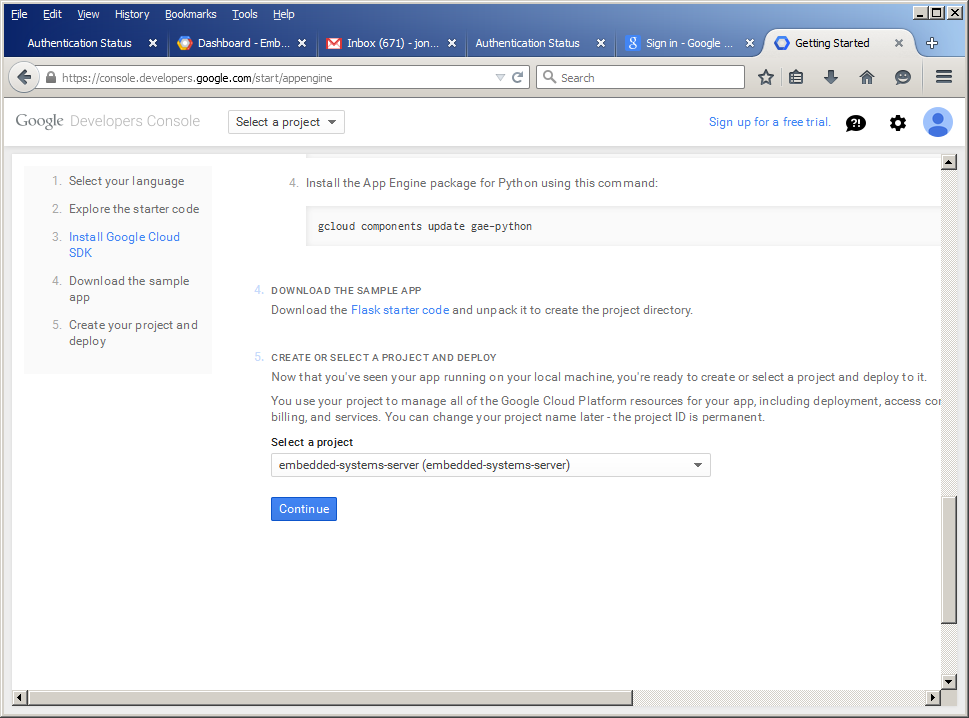 File Edit View History Bookmarks Tools Help
Authentication Status Dashboard - Emb... Inbox (671) - jon... Authentication Status Sign in - Google ... Getting Started
https://console.developers.google.com/start/appengine Search
Google Developers Console Select a project Sign up for a free trial. ?!
1. Select your language
2. Explore the starter code
3. Install Google Cloud
SDK
4. Download the sample
app
5. Create your project and
deploy
4. Install the App Engine package for Python using this command:
gcloud components update gae-python
4. DOWNLOAD THE SAMPLE APP
Download the Flask starter code and unpack it to create the project directory.
5. CREATE OR SELECT A PROJECT AND DEPLOY
Now that you've seen your app running on your local machine, you're ready to create or select a project and deploy to it.
You use your project to manage all of the Google Cloud Platform resources for your app, including deployment, access cor
billing, and services. You can change your project name later - the project ID is permanent.
Select a project
embedded-systems-server (embedded-systems-server)
Continue